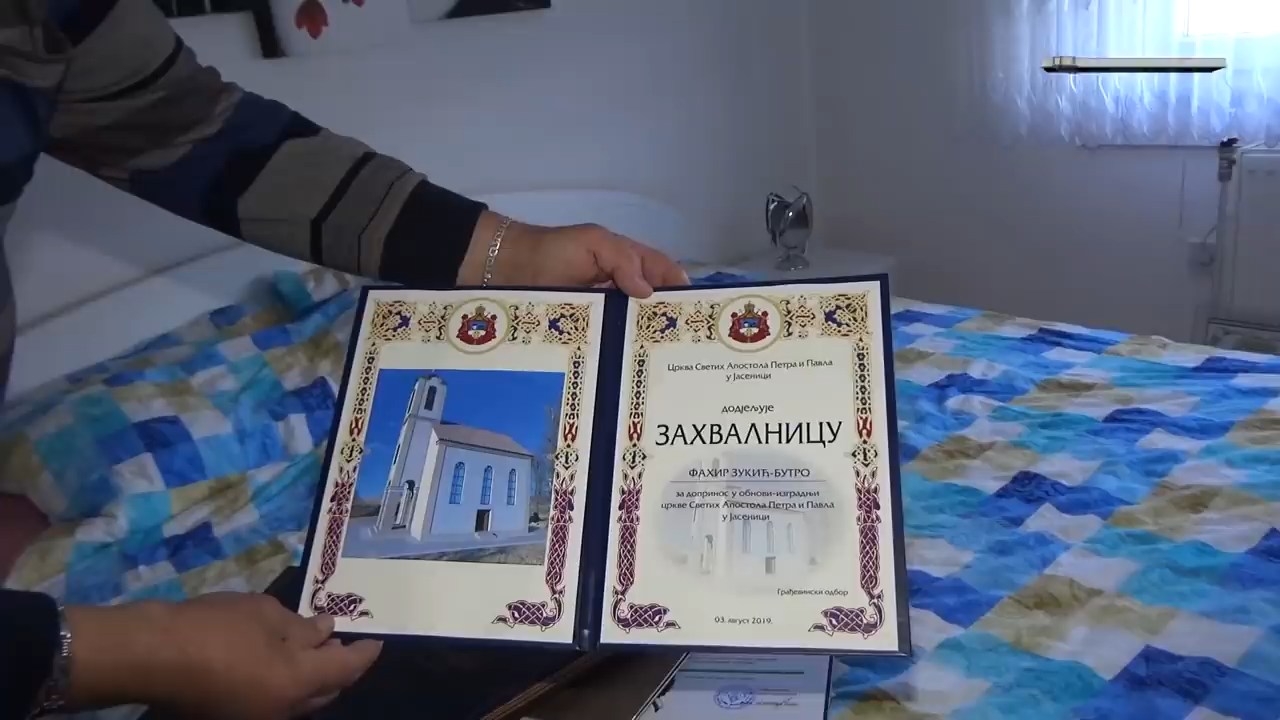 Црква Светих Апостола Петра и Павла
у Јасеници
додјељује
ЗАХВАЛНИЦУ
ФАХИР ЗУКИЋ-БУТРО
за допринос у обнови-изградњи
цркве Светих Апостола Петра и Павла
у Јасеници
Грађевински одбор
03. август 2019.